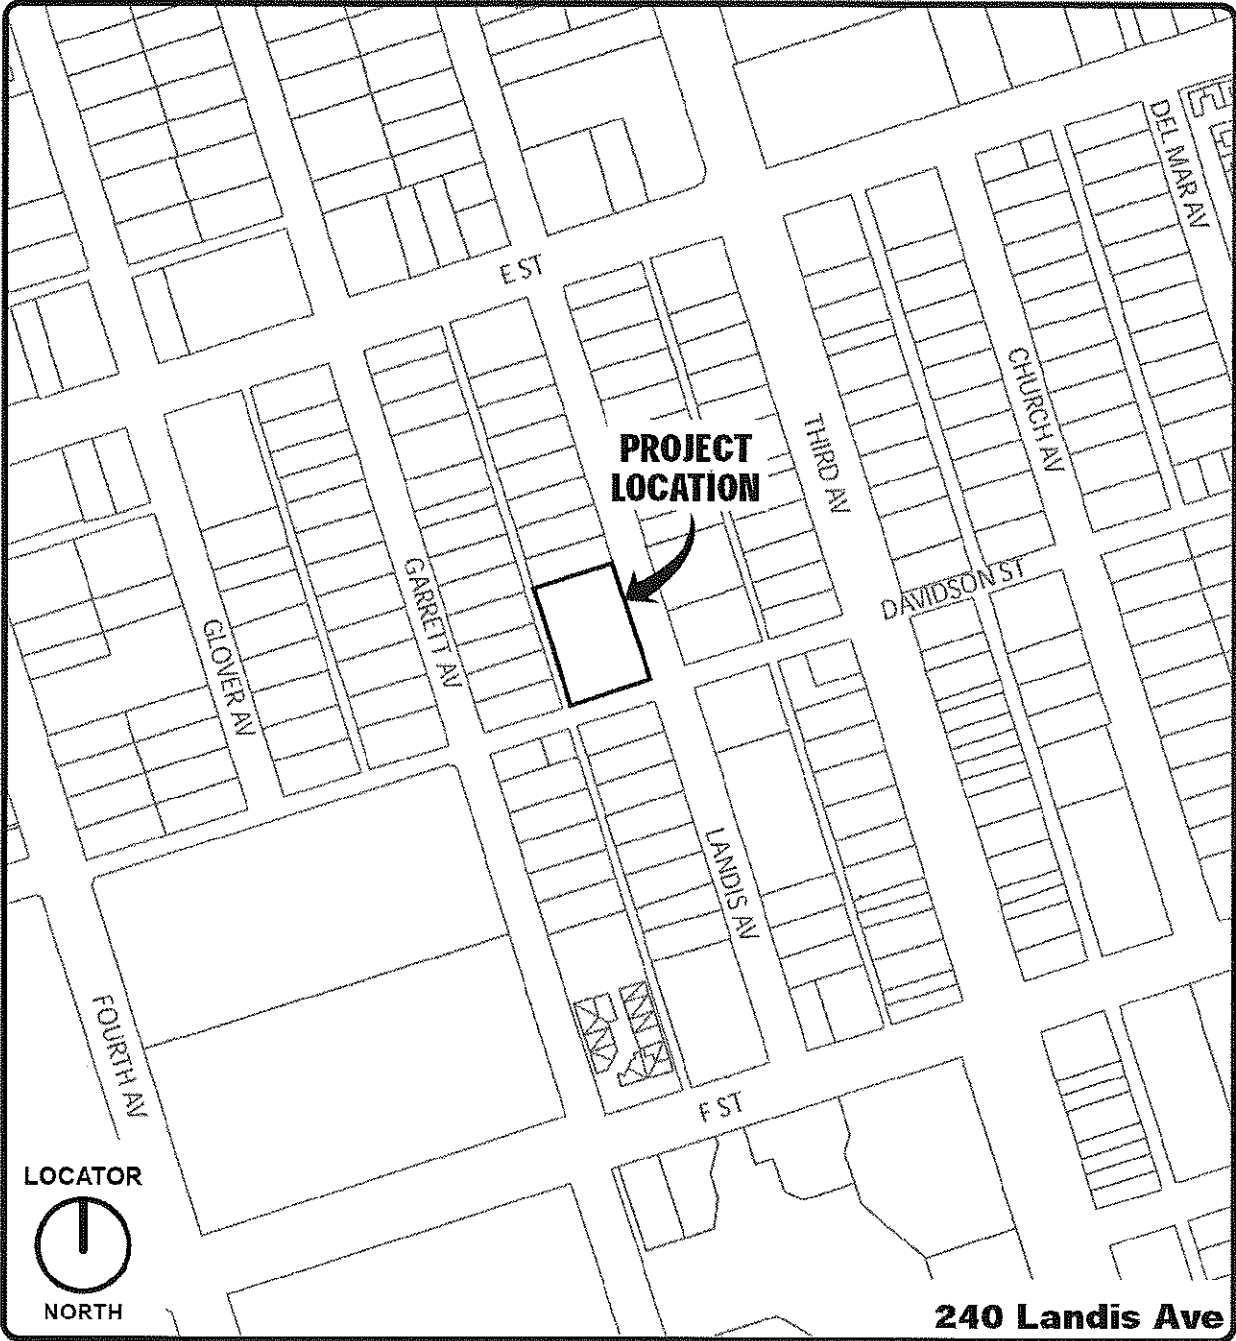 DEL MAR AV
E ST
CHURCH AV
THIRD AV
PROJECT
LOCATION
GARRETT AV
DAVIDSON ST
GLOVER AV
LANDIS AV
FOURTH AV
F ST
LOCATOR
NORTH
240 Landis Ave